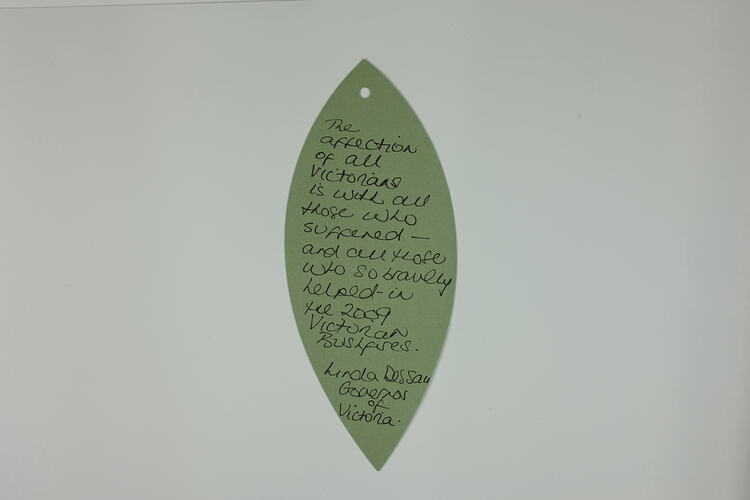 The
affection
of all
Victorians
is with all
those who
suffered –
and all those
who so bravely
helped in
the 2009
Victorian
Bushfires.
Linda Dessau
Governor
of
Victoria.